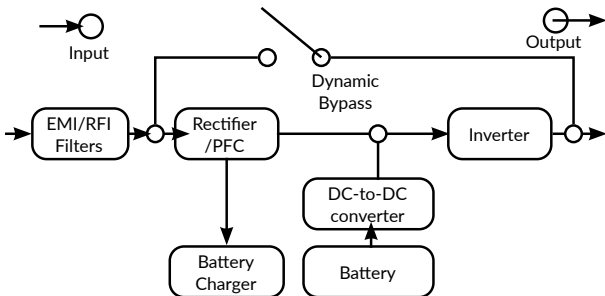 Input
Output
Dynamic
Bypass
EMI/RFI
Filters
Rectifier
/PFC
Inverter
DC-to-DC
converter
Battery
Charger
Battery